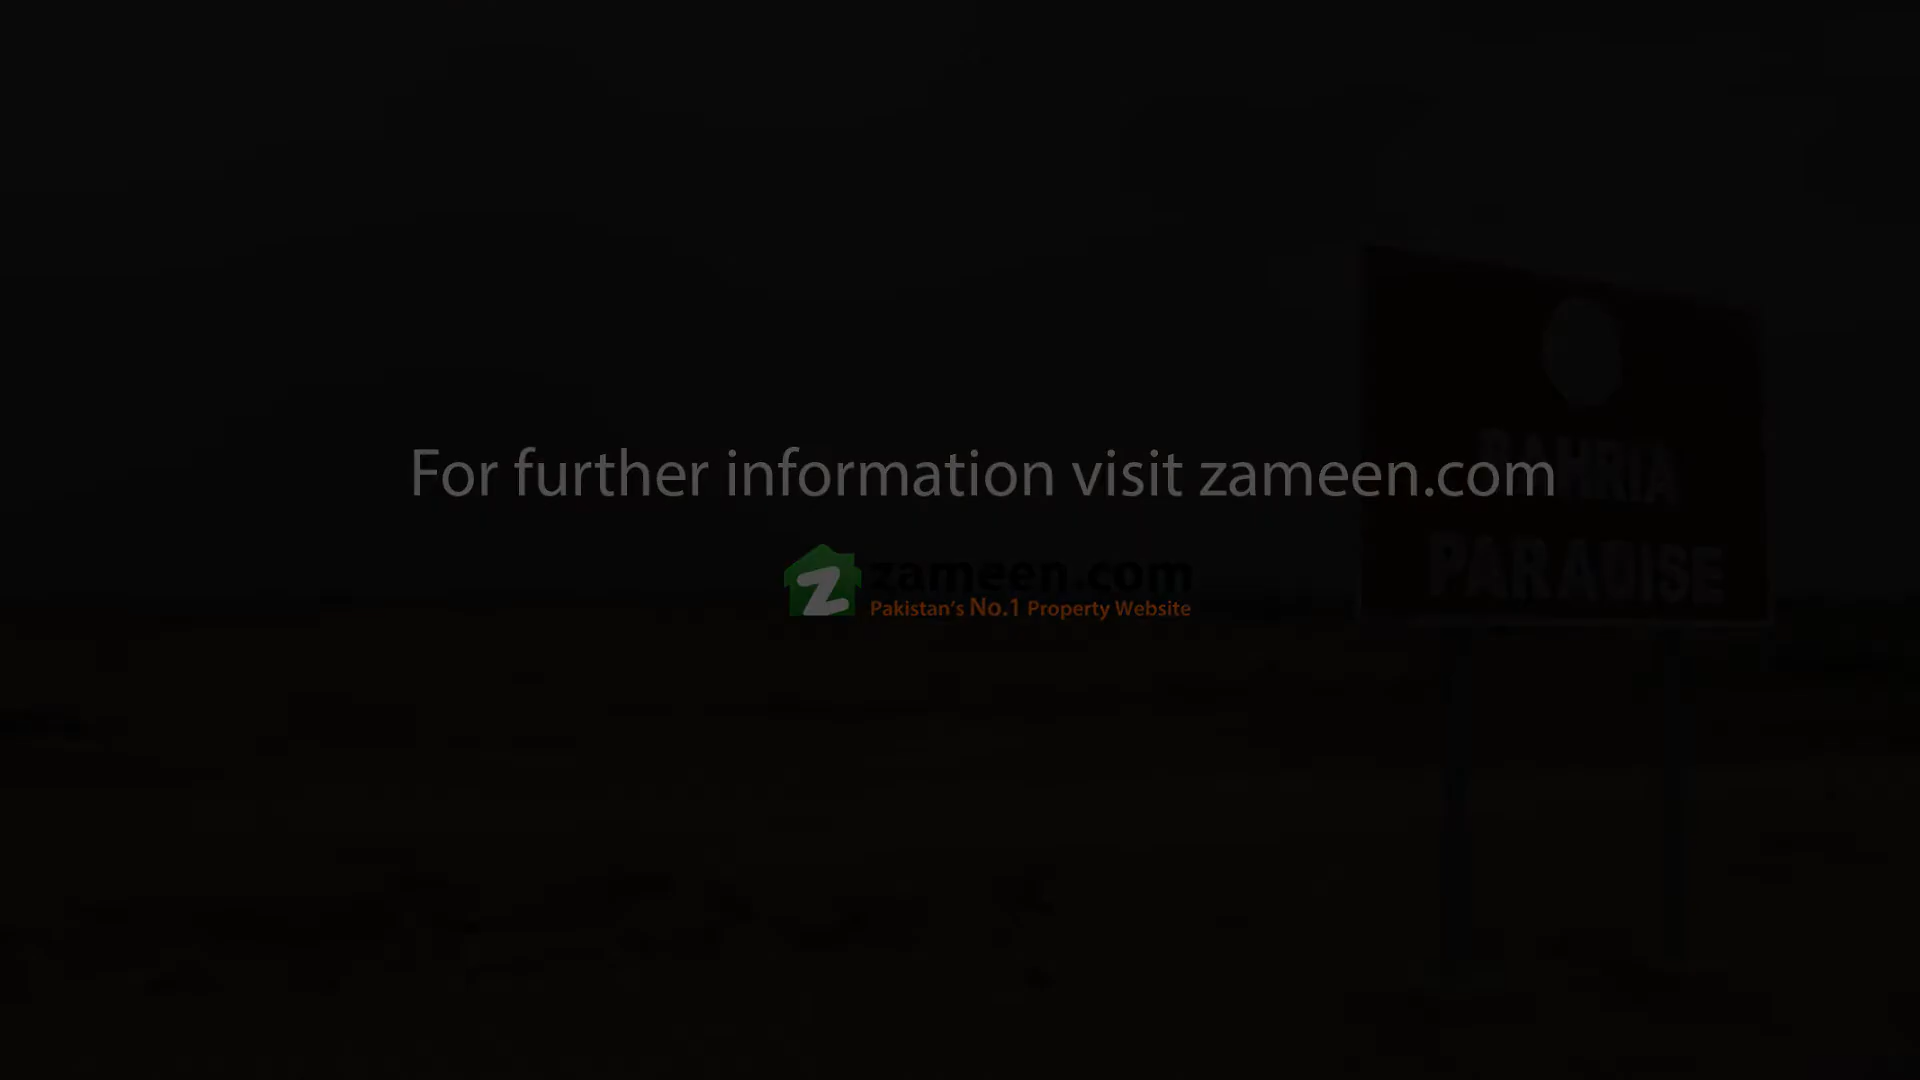 For further information visit zameen.com
zameen.com
Pakistan's No.1 Property Website
BAHRIA
PARADISE